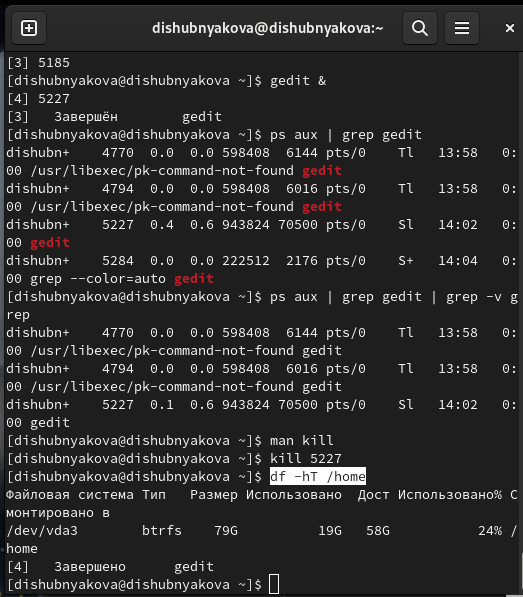 dishubnyakova@dishubnyakova:~
[3] 5185
[dishubnyakova@dishubnyakova ~]$ gedit &
[4] 5227
[3]   Завершён        gedit
[dishubnyakova@dishubnyakova ~]$ ps aux | grep gedit
dishubn+    4770  0.0  0.0 598408  6144 pts/0    Tl   13:58   0:
00 /usr/libexec/pk-command-not-found gedit
dishubn+    4794  0.0  0.0 598408  6016 pts/0    Tl   13:58   0:
00 /usr/libexec/pk-command-not-found gedit
dishubn+    5227  0.4  0.6 943824 70500 pts/0    Sl   14:02   0:
00 gedit
dishubn+    5284  0.0  0.0 222512  2176 pts/0    S+   14:04   0:
00 grep --color=auto gedit
[dishubnyakova@dishubnyakova ~]$ ps aux | grep gedit | grep -v g
rep
dishubn+    4770  0.0  0.0 598408  6144 pts/0    Tl   13:58   0:
00 /usr/libexec/pk-command-not-found gedit
dishubn+    4794  0.0  0.0 598408  6016 pts/0    Tl   13:58   0:
00 /usr/libexec/pk-command-not-found gedit
dishubn+    5227  0.1  0.6 943824 70500 pts/0    Sl   14:02   0:
00 gedit
[dishubnyakova@dishubnyakova ~]$ man kill
[dishubnyakova@dishubnyakova ~]$ kill 5227
[dishubnyakova@dishubnyakova ~]$ df -hT /home
Файловая система Тип   Размер Использовано  Дост Использовано% C
монтировано в
/dev/vda3        btrfs    79G          19G   58G           24% /
home
[4]   Завершено      gedit
[dishubnyakova@dishubnyakova ~]$